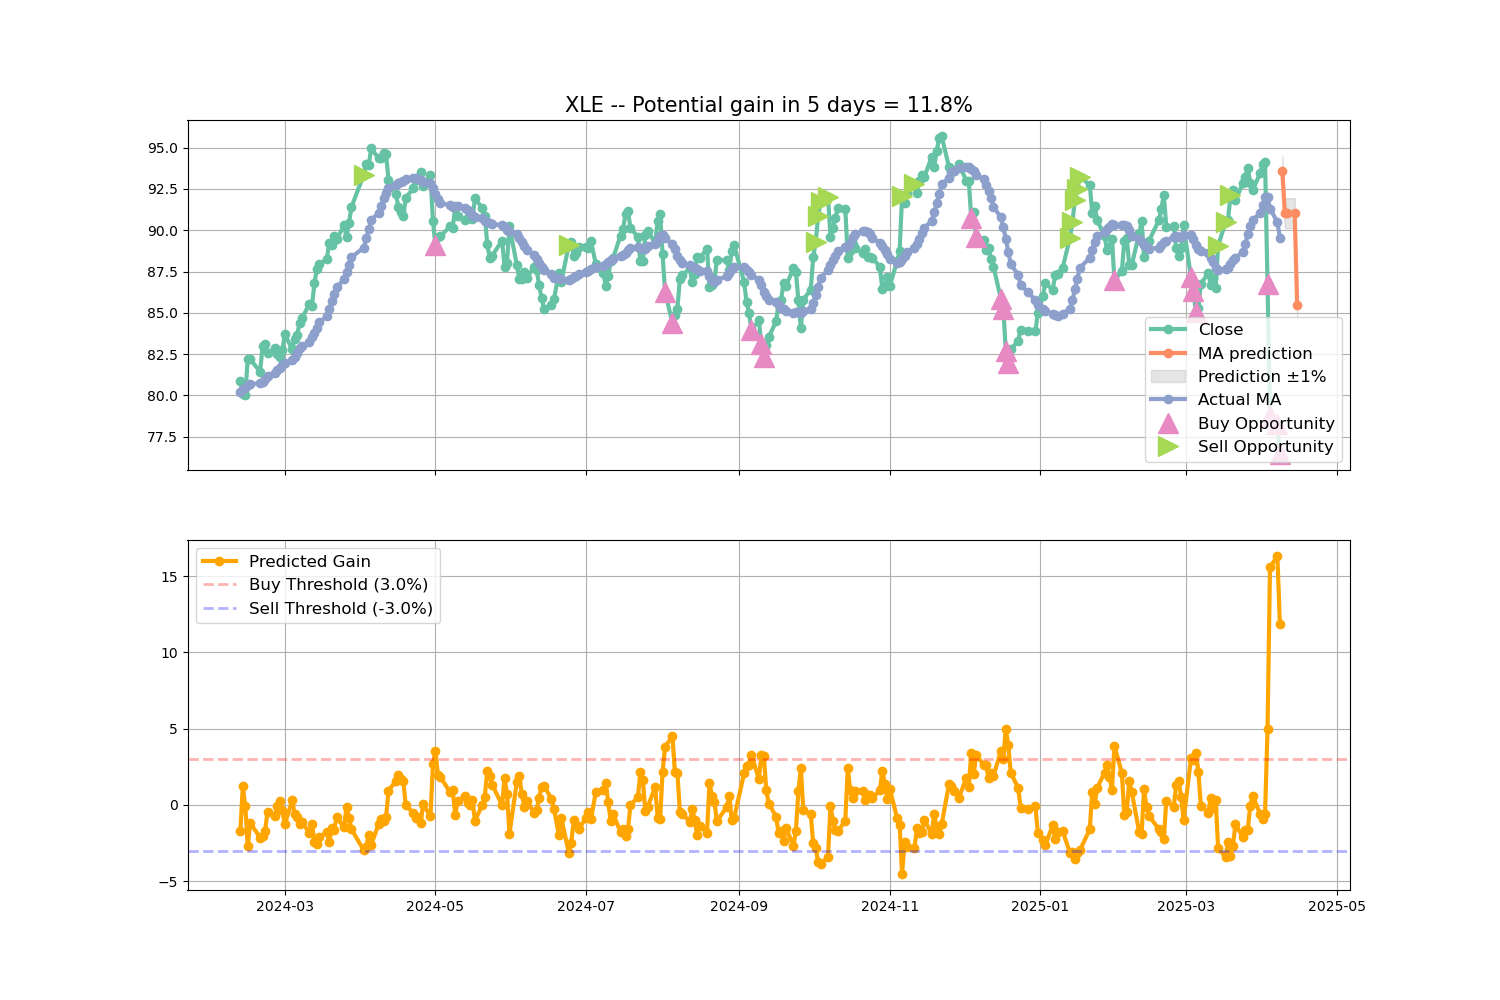 XLE -- Potential gain in 5 days = 11.8%
95.0
92.5
90.0
87.5
85.0
82.5
80.0
77.5
Close
MA prediction
Prediction ±1%
Actual MA
Buy Opportunity
Sell Opportunity
Predicted Gain
Buy Threshold (3.0%)
Sell Threshold (-3.0%)
15
10
5
0
−5
2024-03 2024-05 2024-07 2024-09 2024-11 2025-01 2025-03 2025-05